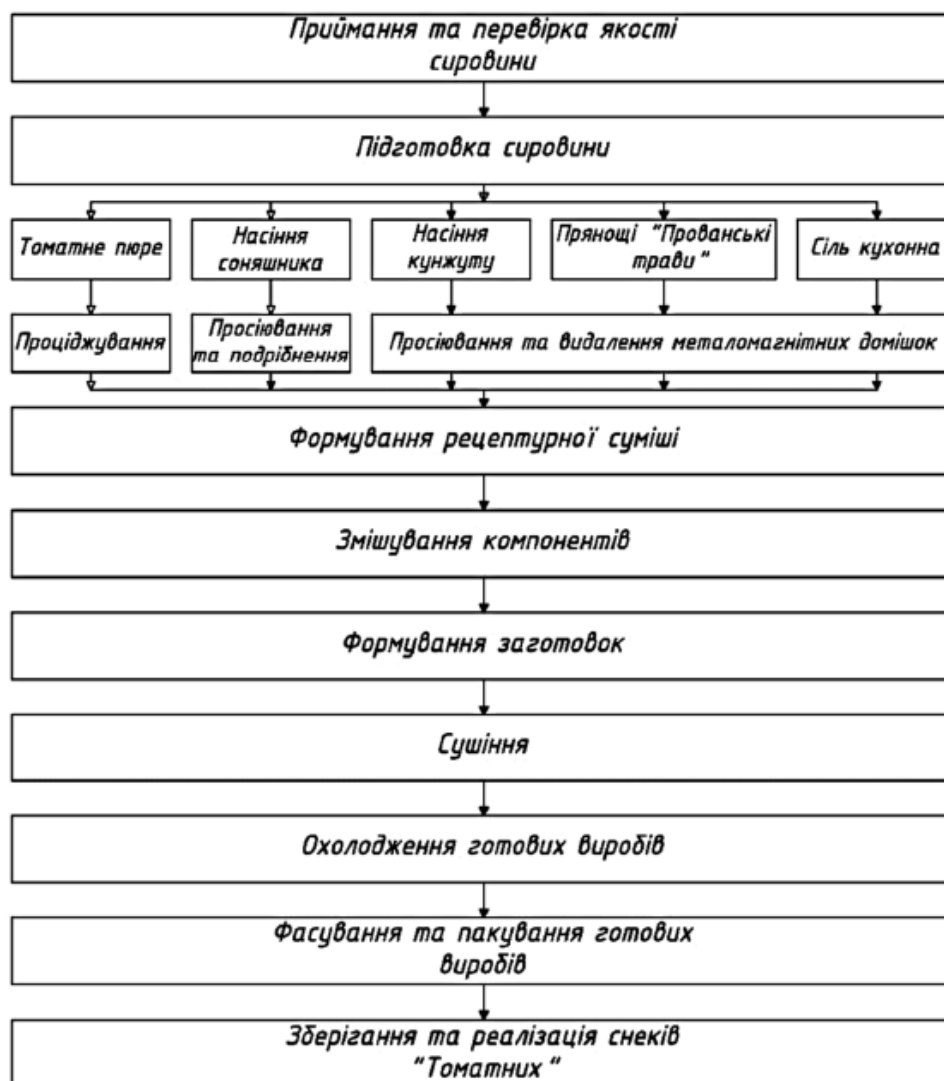 Приймання та перевірка якості
сировини
Підготовка сировини
Томатне пюре
Насіння
соняшника
Насіння
кунжуту
Прянощі "Прованські
трави"
Сіль кухонна
Проціджування
Просіювання
та подрібнення
Просіювання та видалення металомагнітних домішок
Формування рецептурної суміші
Змішування компонентів
Формування заготовок
Сушіння
Охолодження готових виробів
Фасування та пакування готових
виробів
Зберігання та реалізація снеків
"Томатних"